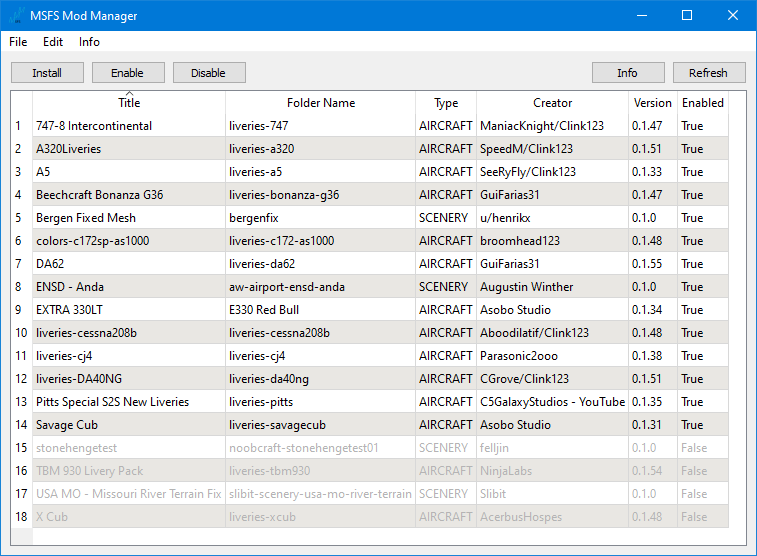 MSFS Mod Manager
File Edit Info
Install Enable Disable Info Refresh
Title Folder Name Type Creator Version Enabled
1 747-8 Intercontinental liveries-747 AIRCRAFT ManiacKnight/Clink123 0.1.47 True
2 A320Liveries liveries-a320 AIRCRAFT SpeedM/Clink123 0.1.51 True
3 A5 liveries-a5 AIRCRAFT SeeRyFly/Clink123 0.1.33 True
4 Beechcraft Bonanza G36 liveries-bonanza-g36 AIRCRAFT GuiFarias31 0.1.47 True
5 Bergen Fixed Mesh bergenfix SCENERY u/henrikx 0.1.0 True
6 colors-c172sp-as1000 liveries-c172-as1000 AIRCRAFT broomhead123 0.1.48 True
7 DA62 liveries-da62 AIRCRAFT GuiFarias31 0.1.55 True
8 ENSD - Anda aw-airport-ensd-anda SCENERY Augustin Winther 0.1.0 True
9 EXTRA 330LT E330 Red Bull AIRCRAFT Asobo Studio 0.1.34 True
10 liveries-cessna208b liveries-cessna208b AIRCRAFT Aboodilatif/Clink123 0.1.48 True
11 liveries-cj4 liveries-cj4 AIRCRAFT Parasonic2ooo 0.1.38 True
12 liveries-DA40NG liveries-da40ng AIRCRAFT CGrove/Clink123 0.1.51 True
13 Pitts Special S2S New Liveries liveries-pitts AIRCRAFT C5GalaxyStudios - YouTube 0.1.35 True
14 Savage Cub liveries-savagecub AIRCRAFT Asobo Studio 0.1.31 True
15 stonehengetest noobcraft-stonehengetest01 SCENERY felljin 0.1.0 False
16 TBM 930 Livery Pack liveries-tbm930 AIRCRAFT NinjaLabs 0.1.54 False
17 USA MO - Missouri River Terrain Fix slibit-scenery-usa-mo-river-terrain SCENERY Slibit 0.1.0 False
18 X Cub liveries-xcub AIRCRAFT AcerbusHospes 0.1.48 False